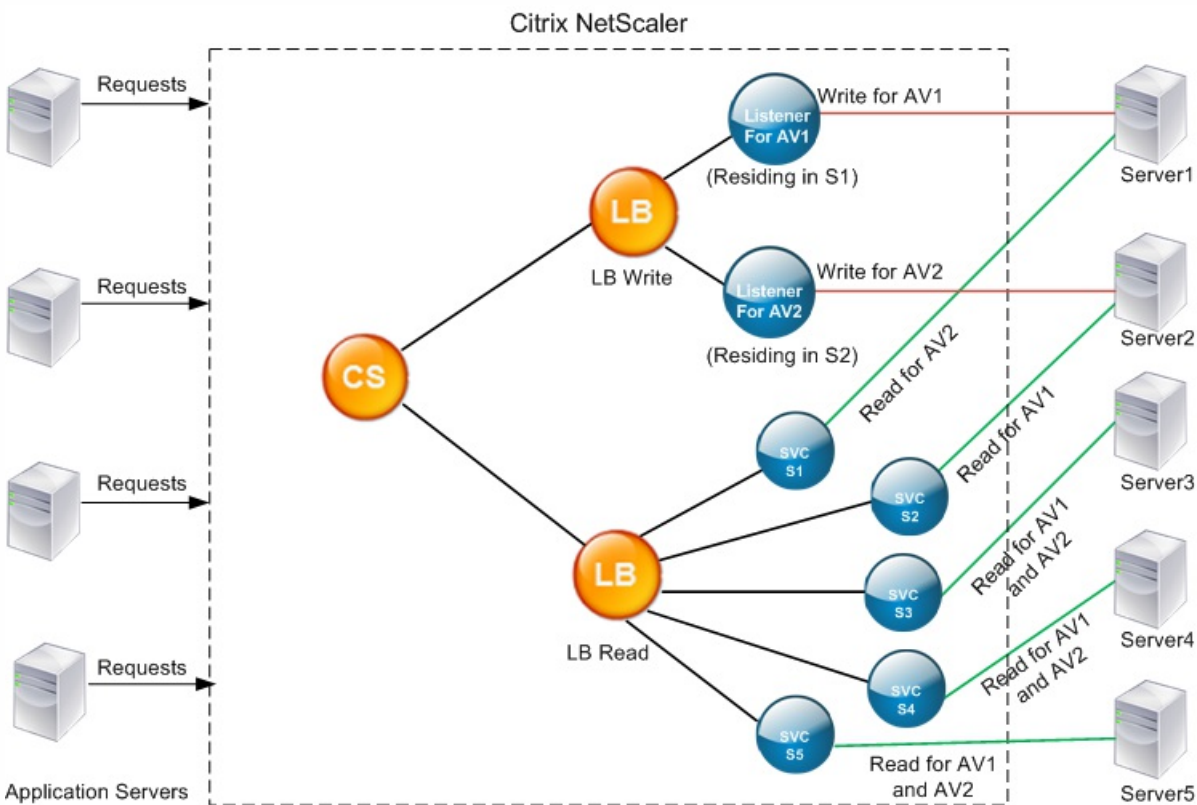 Citrix NetScaler
Requests
Requests
Requests
Requests
Application Servers
CS
LB
LB Write
Listener
For AV1
(Residing in S1)
Listener
For AV2
(Residing in S2)
Write for AV1
Write for AV2
LB
LB Read
SVC
S1
SVC
S2
SVC
S3
SVC
S4
SVC
S5
Read for AV2
Read for AV1
Read for AV1
and AV2
Read for AV1
and AV2
Read for AV1
and AV2
Server1
Server2
Server3
Server4
Server5